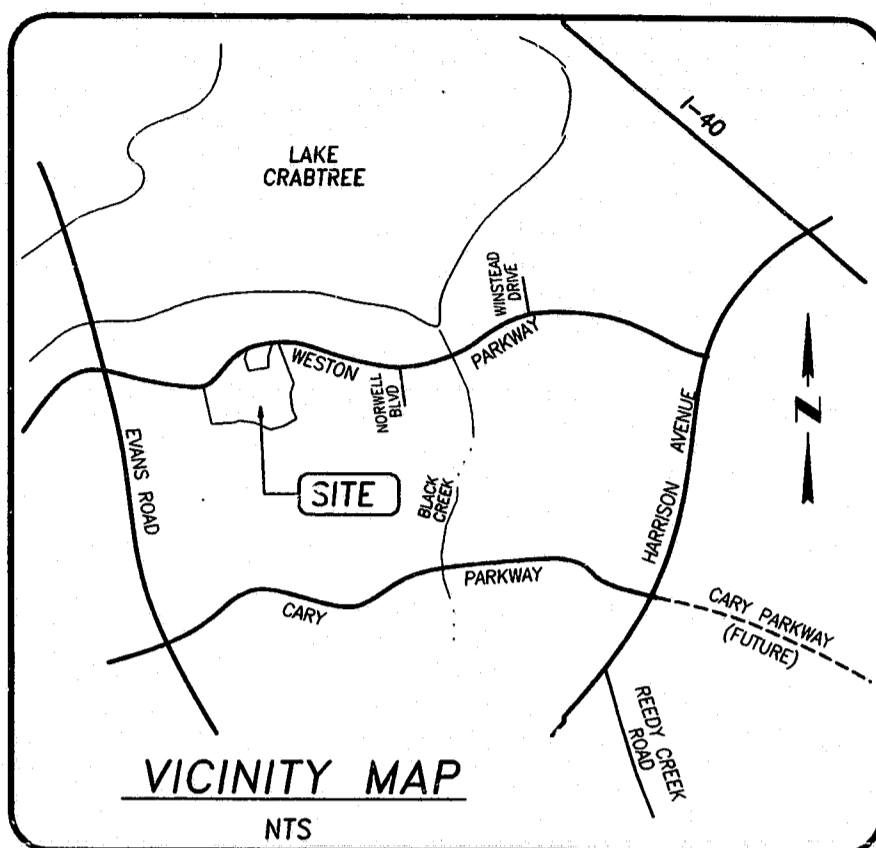 I-40
LAKE
CRABTREE
WINSTEAD
DRIVE
WESTON
PARKWAY
NORWELL
BLVD
EVANS ROAD
SITE
BLACK
CREEK
HARRISON AVENUE
N
CARY
PARKWAY
CARY PARKWAY
(FUTURE)
REEDY CREEK
ROAD
VICINITY MAP
NTS